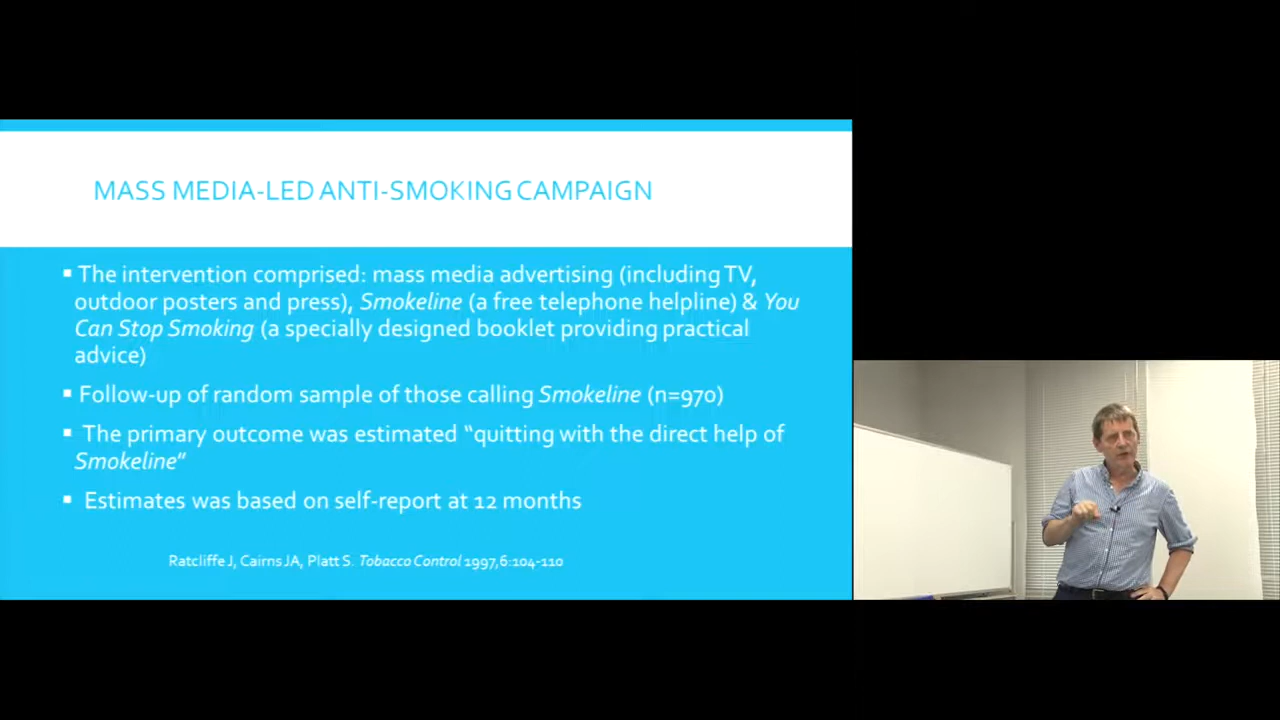 MASS MEDIA-LED ANTI-SMOKING CAMPAIGN
▪ The intervention comprised: mass media advertising (including TV,
outdoor posters and press), Smokeline (a free telephone helpline) & You
Can Stop Smoking (a specially designed booklet providing practical
advice)
▪ Follow-up of random sample of those calling Smokeline (n=970)
▪ The primary outcome was estimated “quitting with the direct help of
Smokeline”
▪ Estimates was based on self-report at 12 months
Ratcliffe J, Cairns JA, Platt S. Tobacco Control 1997,6:104-110